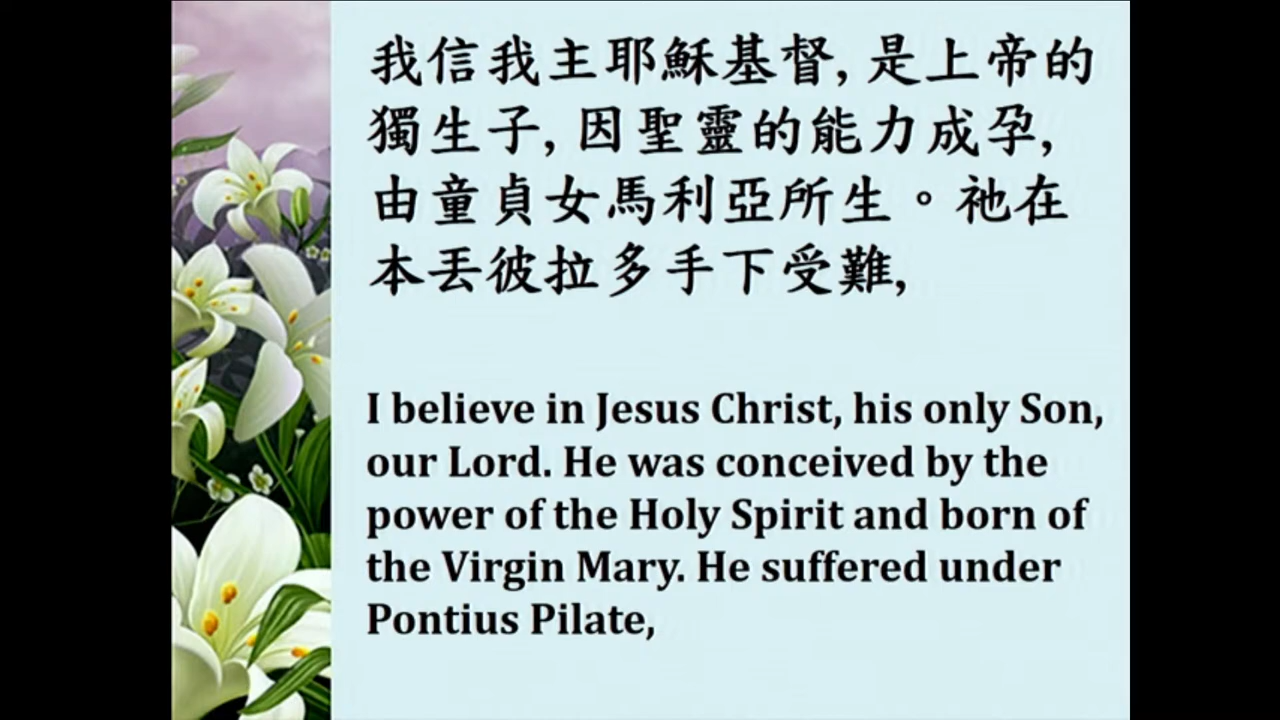 我信我主耶穌基督, 是上帝的
獨生子, 因聖靈的能力成孕,
由童貞女馬利亞所生。祂在
本丟彼拉多手下受難,
I believe in Jesus Christ, his only Son,
our Lord. He was conceived by the
power of the Holy Spirit and born of
the Virgin Mary. He suffered under
Pontius Pilate,